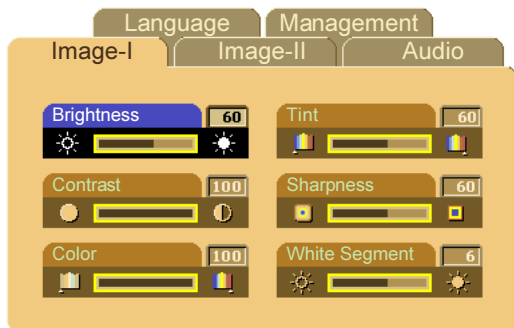 Language Management
Image-I Image-II Audio
Brightness 60 Tint 60
Contrast 100 Sharpness 60
Color 100 White Segment 6